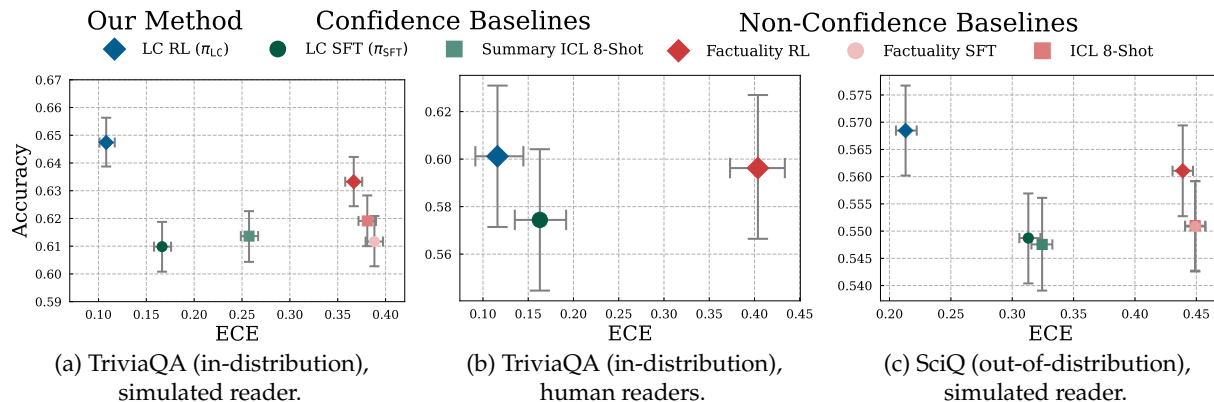 Our Method Confidence Baselines Non-Confidence Baselines
LC RL (π_LC) LC SFT (π_SFT) Summary ICL 8-Shot Factuality RL Factuality SFT ICL 8-Shot
Accuracy
0.67
0.66
0.65
0.64
0.63
0.62
0.61
0.60
0.59
0.10 0.15 0.20 0.25 0.30 0.35 0.40
ECE
(a) TriviaQA (in-distribution),
simulated reader.
0.62
0.60
0.58
0.56
0.10 0.15 0.20 0.25 0.30 0.35 0.40 0.45
ECE
(b) TriviaQA (in-distribution),
human readers.
0.575
0.570
0.565
0.560
0.555
0.550
0.545
0.540
0.20 0.25 0.30 0.35 0.40 0.45
ECE
(c) SciQ (out-of-distribution),
simulated reader.